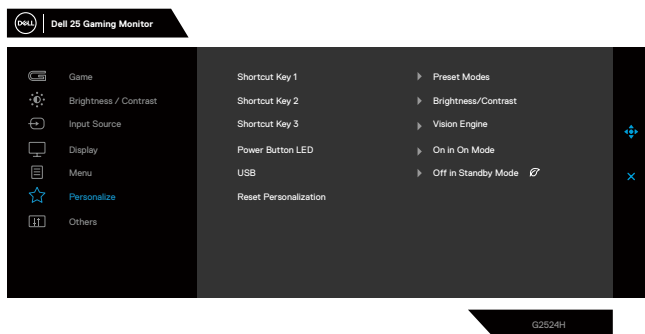 DELL Dell 25 Gaming Monitor
Game
Brightness / Contrast
Input Source
Display
Menu
Personalize
Others
Shortcut Key 1 Preset Modes
Shortcut Key 2 Brightness/Contrast
Shortcut Key 3 Vision Engine
Power Button LED On in On Mode
USB Off in Standby Mode
Reset Personalization
G2524H